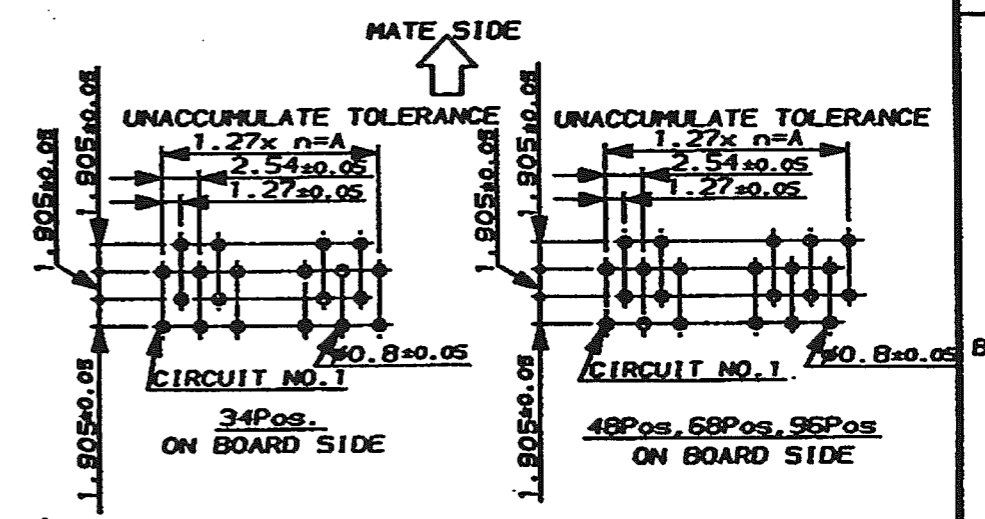 MATE SIDE
UNACCUMULATE TOLERANCE
1.27x n=A
2.54±0.05
1.27±0.05
1.905±0.05
1.905±0.05
1.905±0.05
ø0.8±0.05
CIRCUIT NO.1
34Pos.
ON BOARD SIDE
UNACCUMULATE TOLERANCE
1.27x n=A
2.54±0.05
1.27±0.05
1.905±0.05
1.905±0.05
1.905±0.05
ø0.8±0.05
CIRCUIT NO.1
48Pos,68Pos,96Pos
ON BOARD SIDE
B